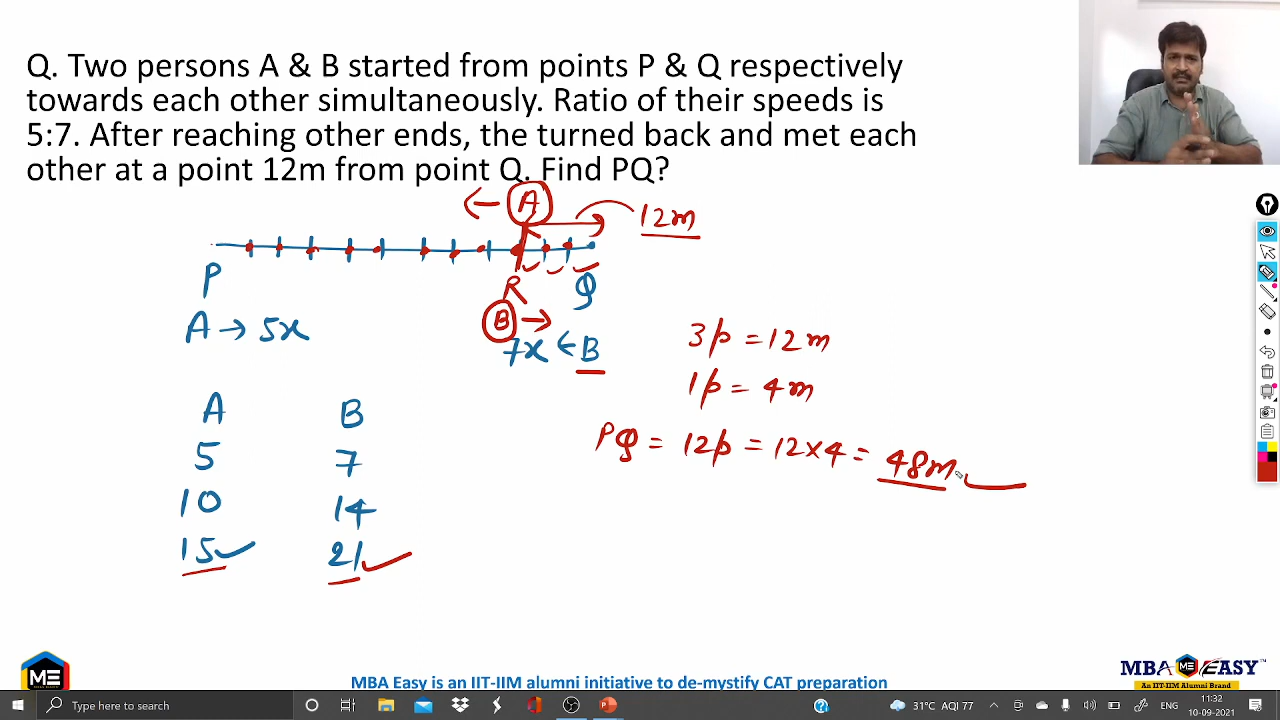 Q. Two persons A & B started from points P & Q respectively
towards each other simultaneously. Ratio of their speeds is
5:7. After reaching other ends, the turned back and met each
other at a point 12m from point Q. Find PQ?
A
12m
P
R
Q
B
A → 5x
7x ← B
3p = 12m
1p = 4m
PQ = 12p = 12×4 = 48m
A B
5 7
10 14
15 21
ME
MBA Easy is an IIT-IIM alumni initiative to de-mystify CAT preparation
MBA ME EASY™
An IIT-IIM Alumni Brand
Type here to search
31°C AQI 77
ENG
11:32
10-09-2021